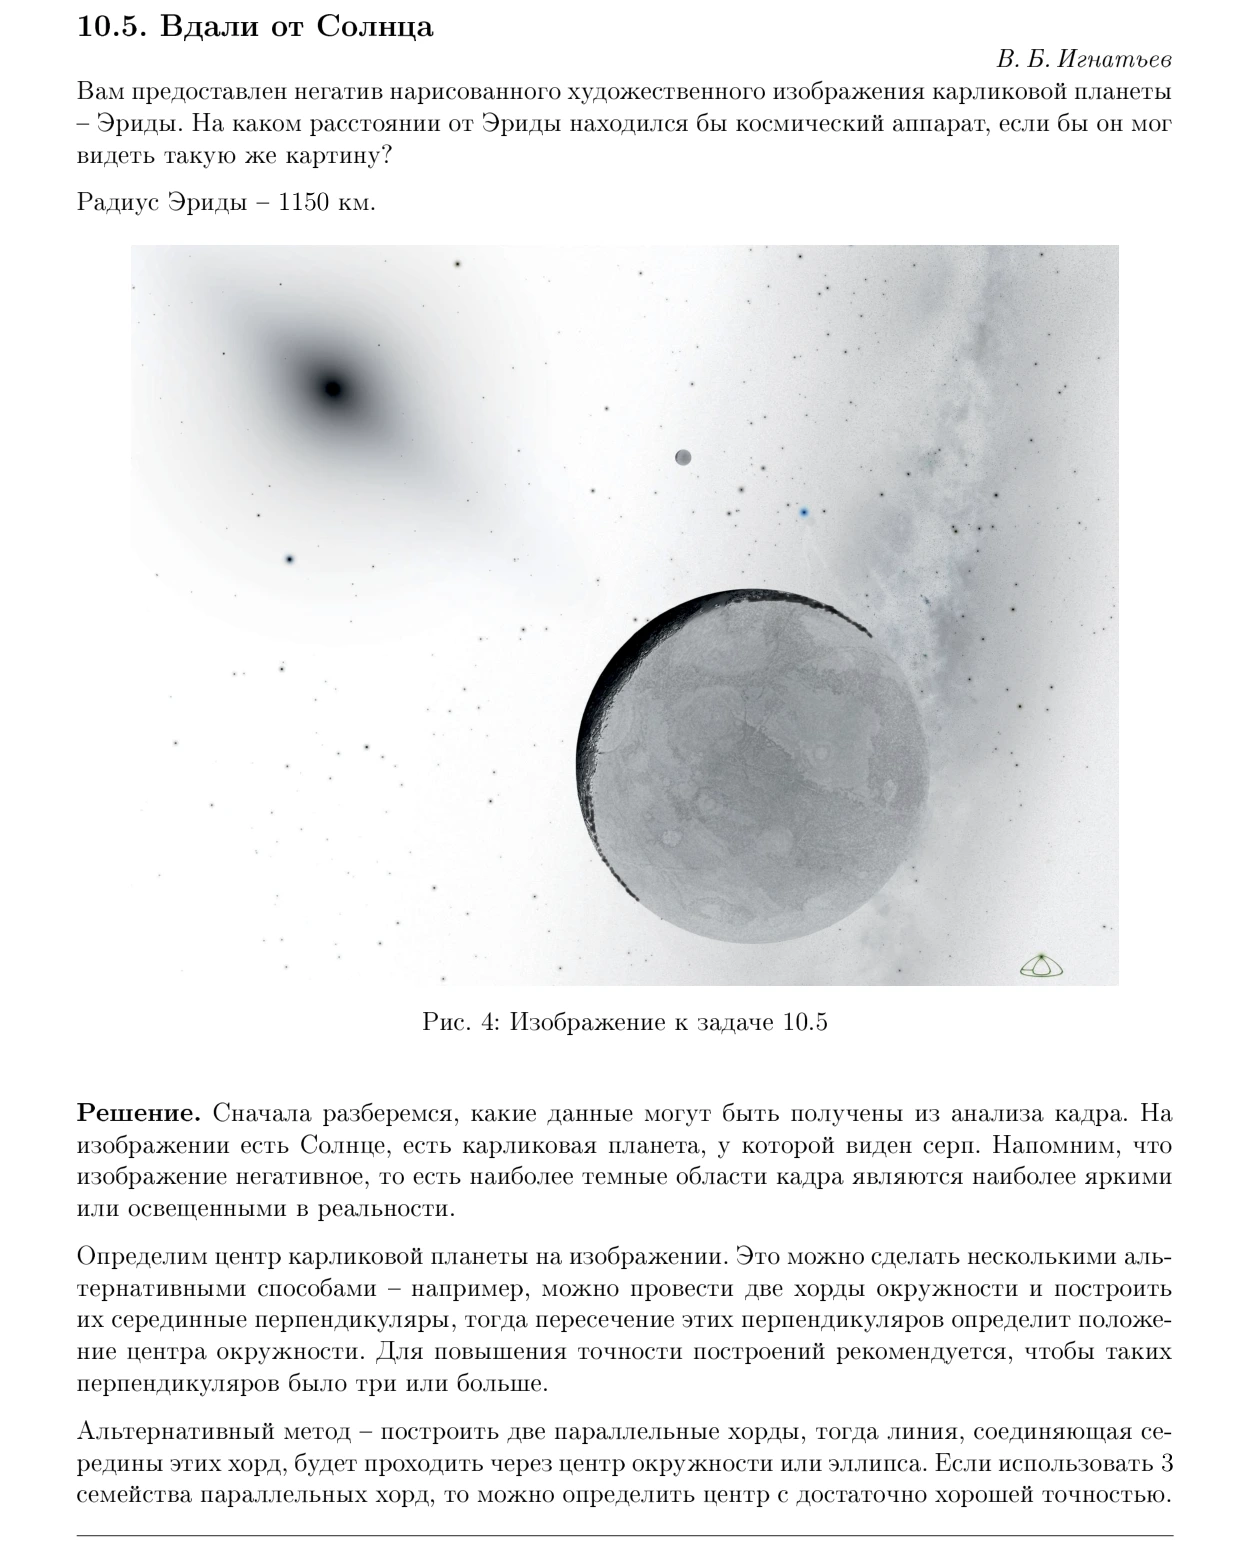 10.5. Вдали от Солнца
В. Б. Игнатьев
Вам предоставлен негатив нарисованного художественного изображения карликовой планеты
– Эриды. На каком расстоянии от Эриды находился бы космический аппарат, если бы он мог
видеть такую же картину?
Радиус Эриды – 1150 км.
Рис. 4: Изображение к задаче 10.5
Решение. Сначала разберемся, какие данные могут быть получены из анализа кадра. На
изображении есть Солнце, есть карликовая планета, у которой виден серп. Напомним, что
изображение негативное, то есть наиболее темные области кадра являются наиболее яркими
или освещенными в реальности.
Определим центр карликовой планеты на изображении. Это можно сделать несколькими аль-
тернативными способами – например, можно провести две хорды окружности и построить
их серединные перпендикуляры, тогда пересечение этих перпендикуляров определит положе-
ние центра окружности. Для повышения точности построений рекомендуется, чтобы таких
перпендикуляров было три или больше.
Альтернативный метод – построить две параллельные хорды, тогда линия, соединяющая се-
редины этих хорд, будет проходить через центр окружности или эллипса. Если использовать 3
семейства параллельных хорд, то можно определить центр с достаточно хорошей точностью.